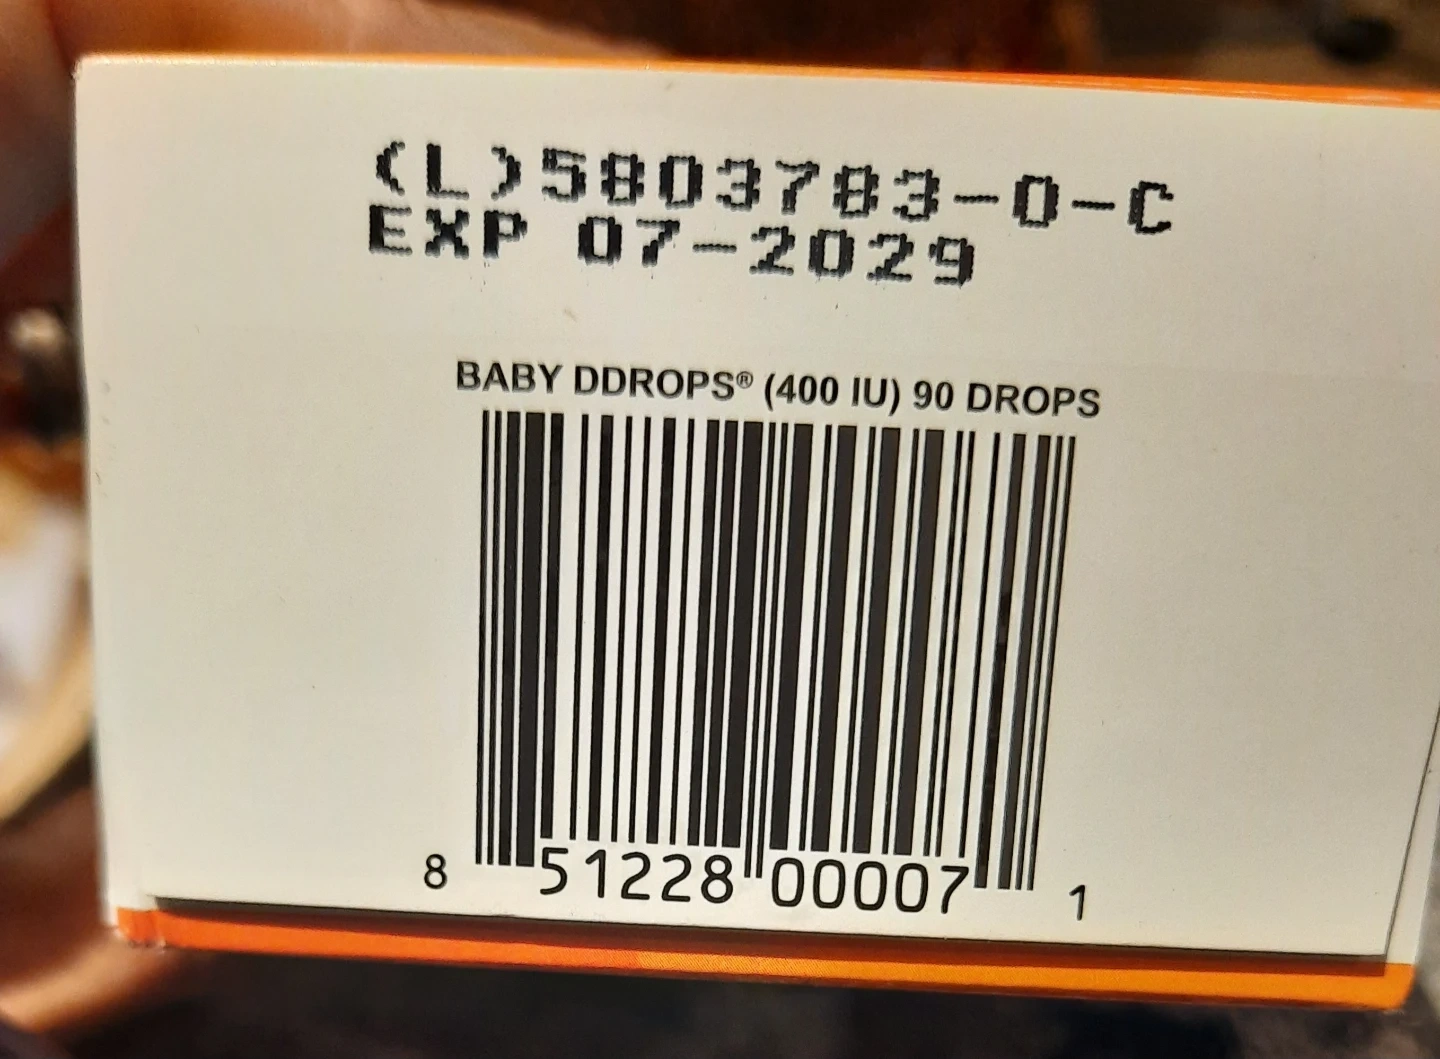 (L)5803783-0-C
EXP 07-2029
BABY DDROPS® (400 IU) 90 DROPS
8 51228 00007 1